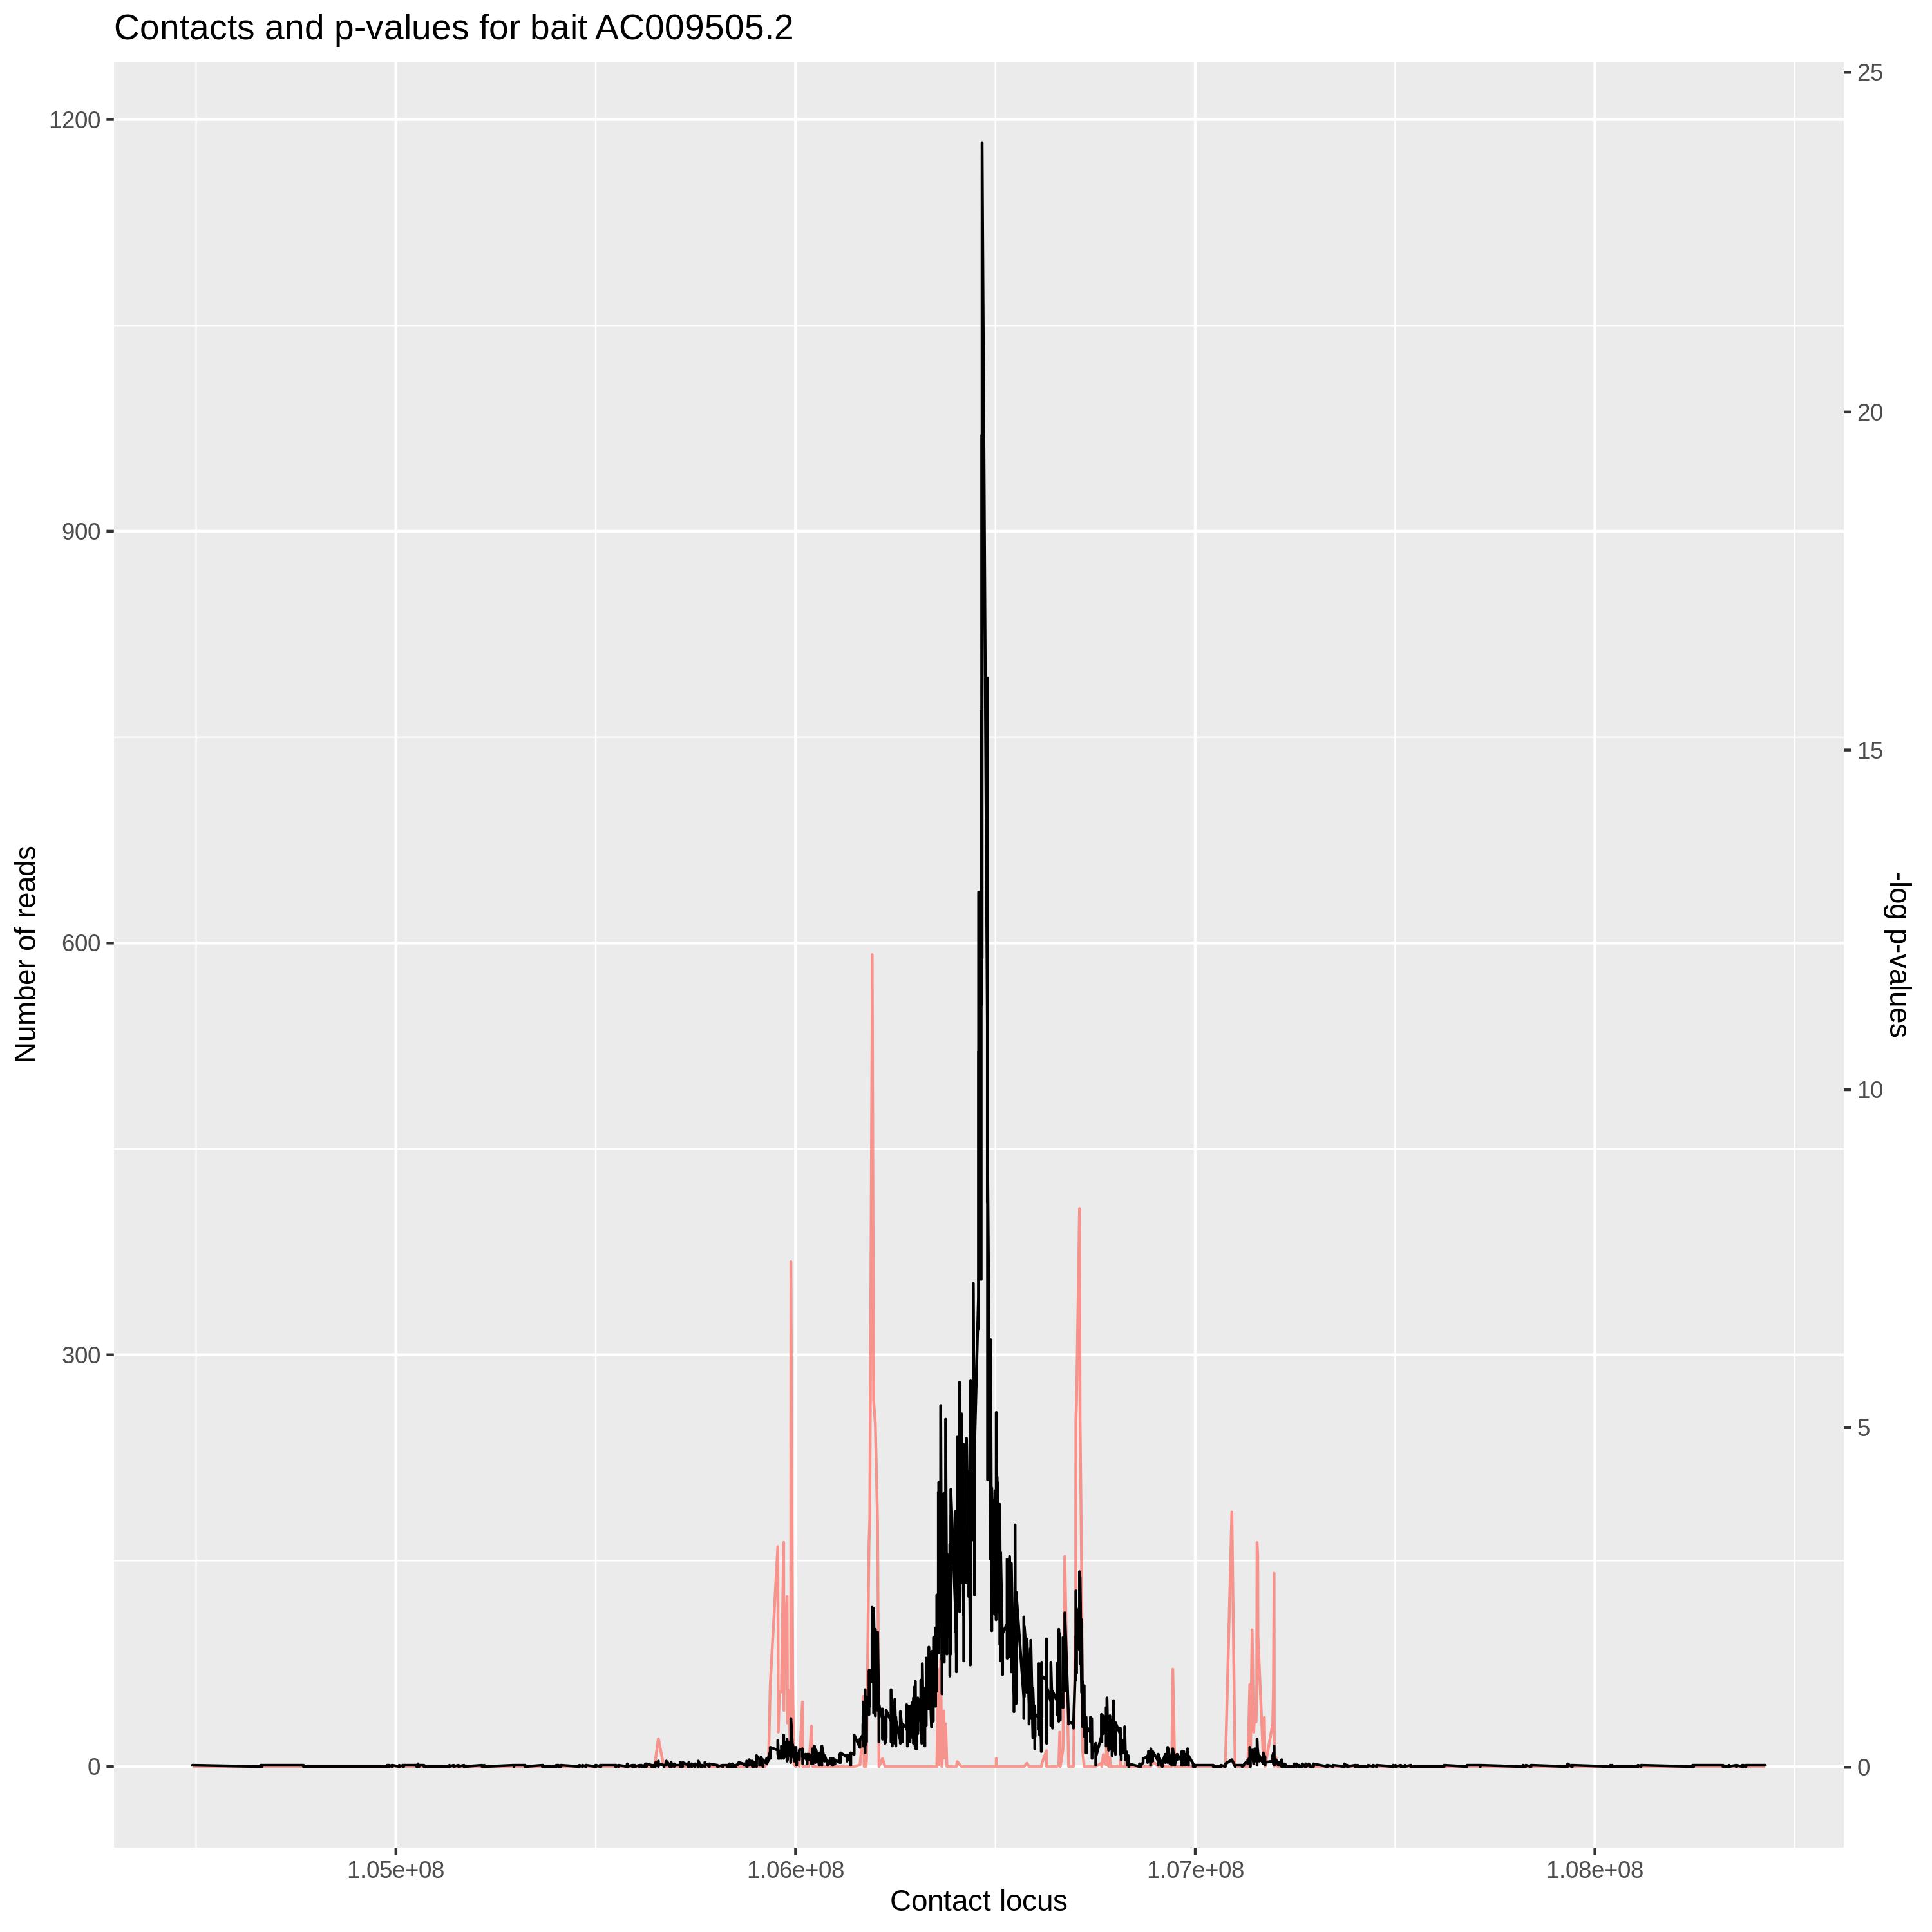 Contacts and p-values for bait AC009505.2
1200
900
600
300
0
Number of reads
25
20
15
10
5
0
-log p-values
1.05e+08
1.06e+08
1.07e+08
1.08e+08
Contact locus